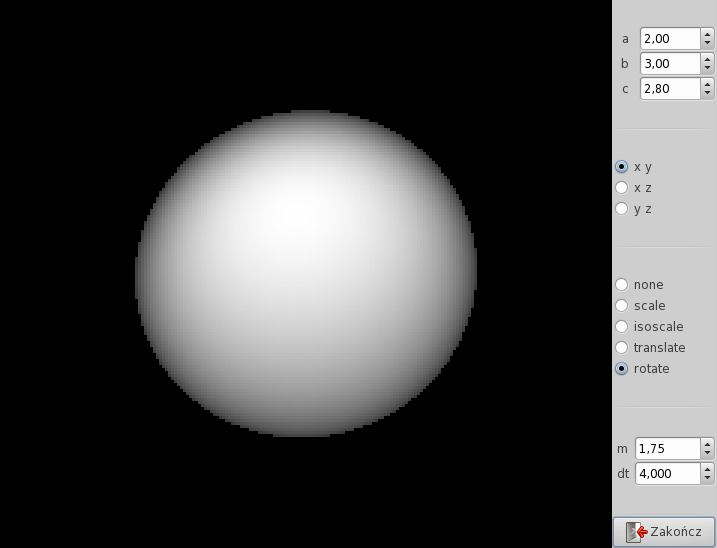 a 2,00
b 3,00
c 2,80
x y
x z
y z
none
scale
isoscale
translate
rotate
m 1,75
dt 4,000
Zakończ